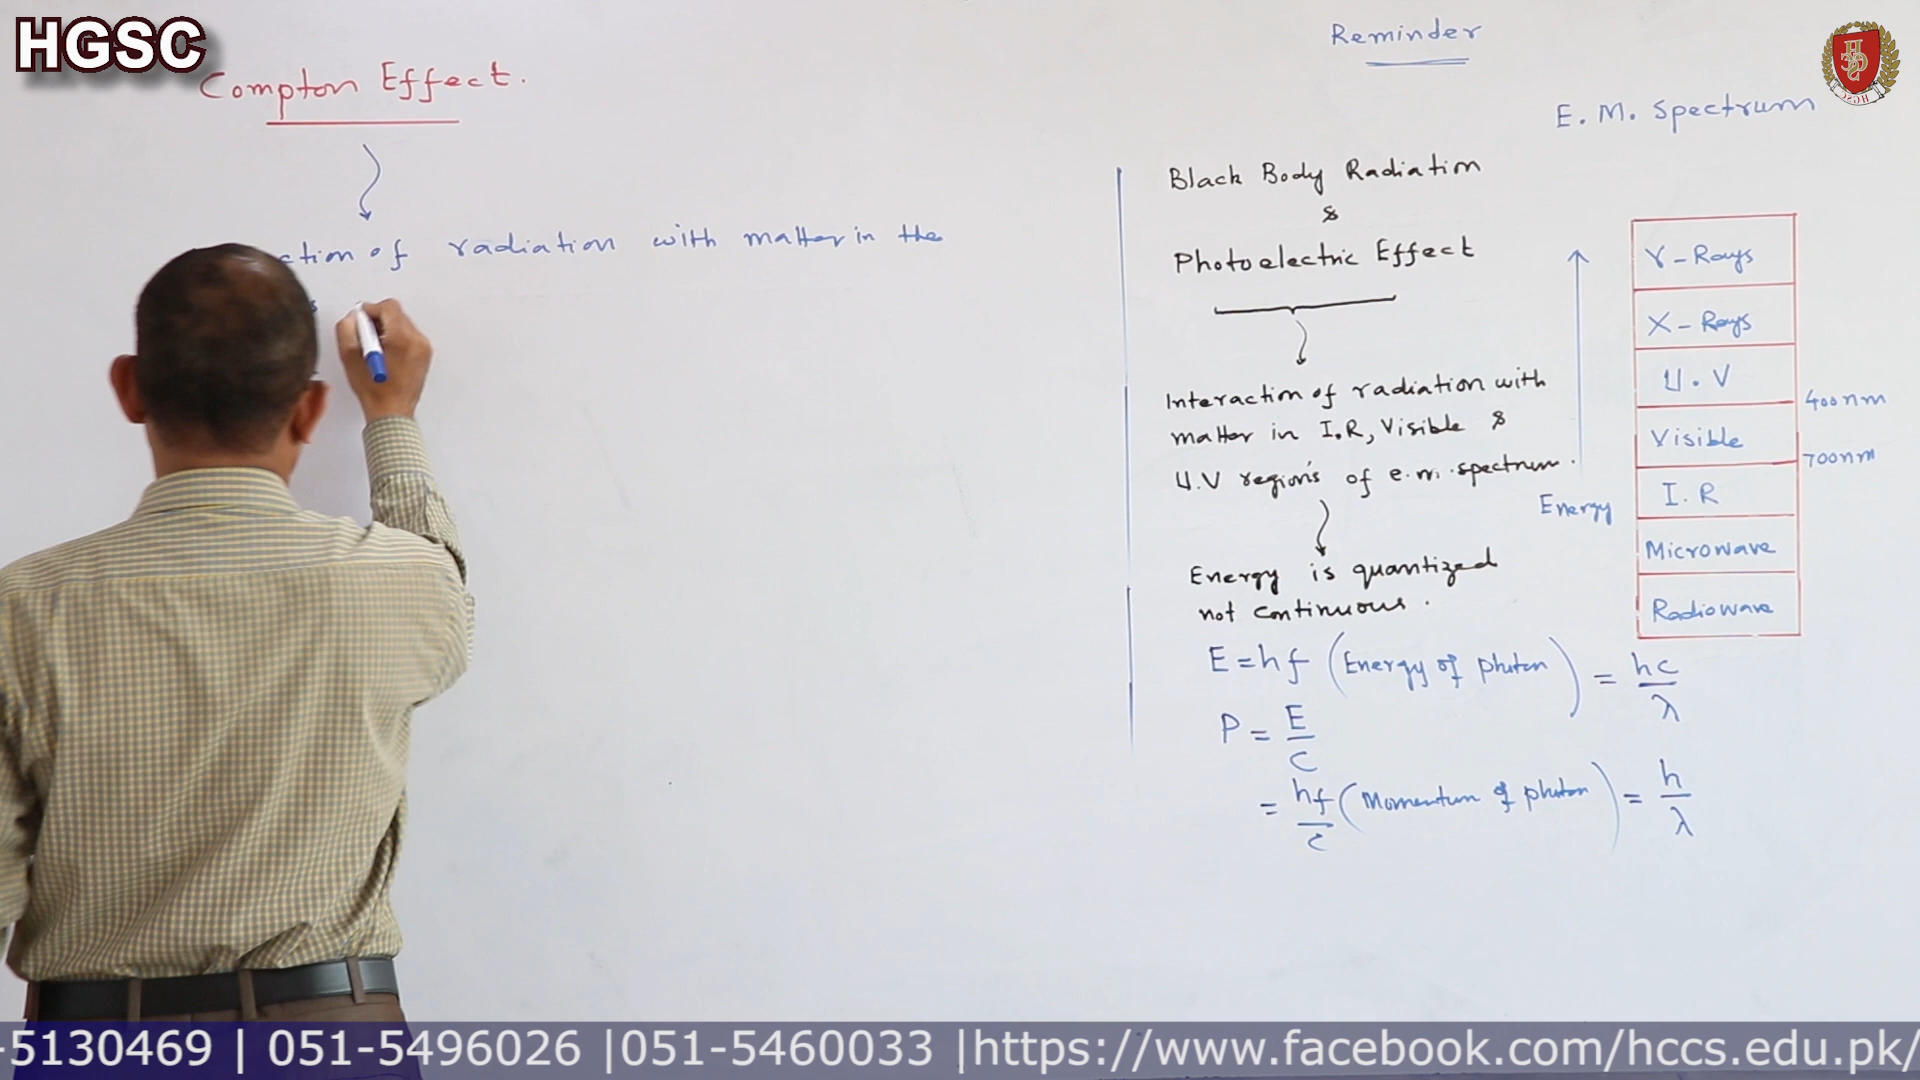 HGSC
Compton Effect.
ction of radiation with matter in the
Reminder
E. M. Spectrum
Black Body Radiation
&
Photoelectric Effect
Interaction of radiation with
matter in I.R, Visible &
U.V region's of e.m. spectrum.
Energy is quantized
not continuous.
E = hf (Energy of photon) = hc/λ
P = E/c
= hf/c (Momentum of photon) = h/λ
γ-Rays
X-Rays
U.V
400nm
Visible
700nm
I.R
Energy
Microwave
Radiowave
-5130469 | 051-5496026 |051-5460033 |https://www.facebook.com/hccs.edu.pk/